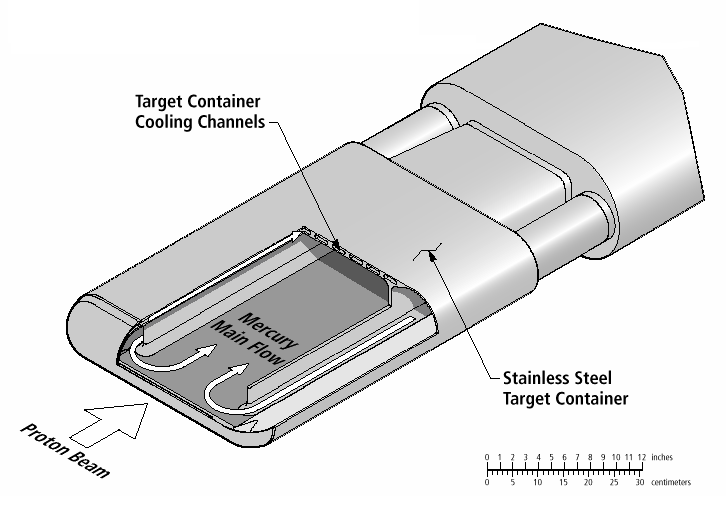 Target Container
Cooling Channels
Mercury
Main Flow
Stainless Steel
Target Container
Proton Beam
0 1 2 3 4 5 6 7 8 9 10 11 12 inches
0 5 10 15 20 25 30 centimeters